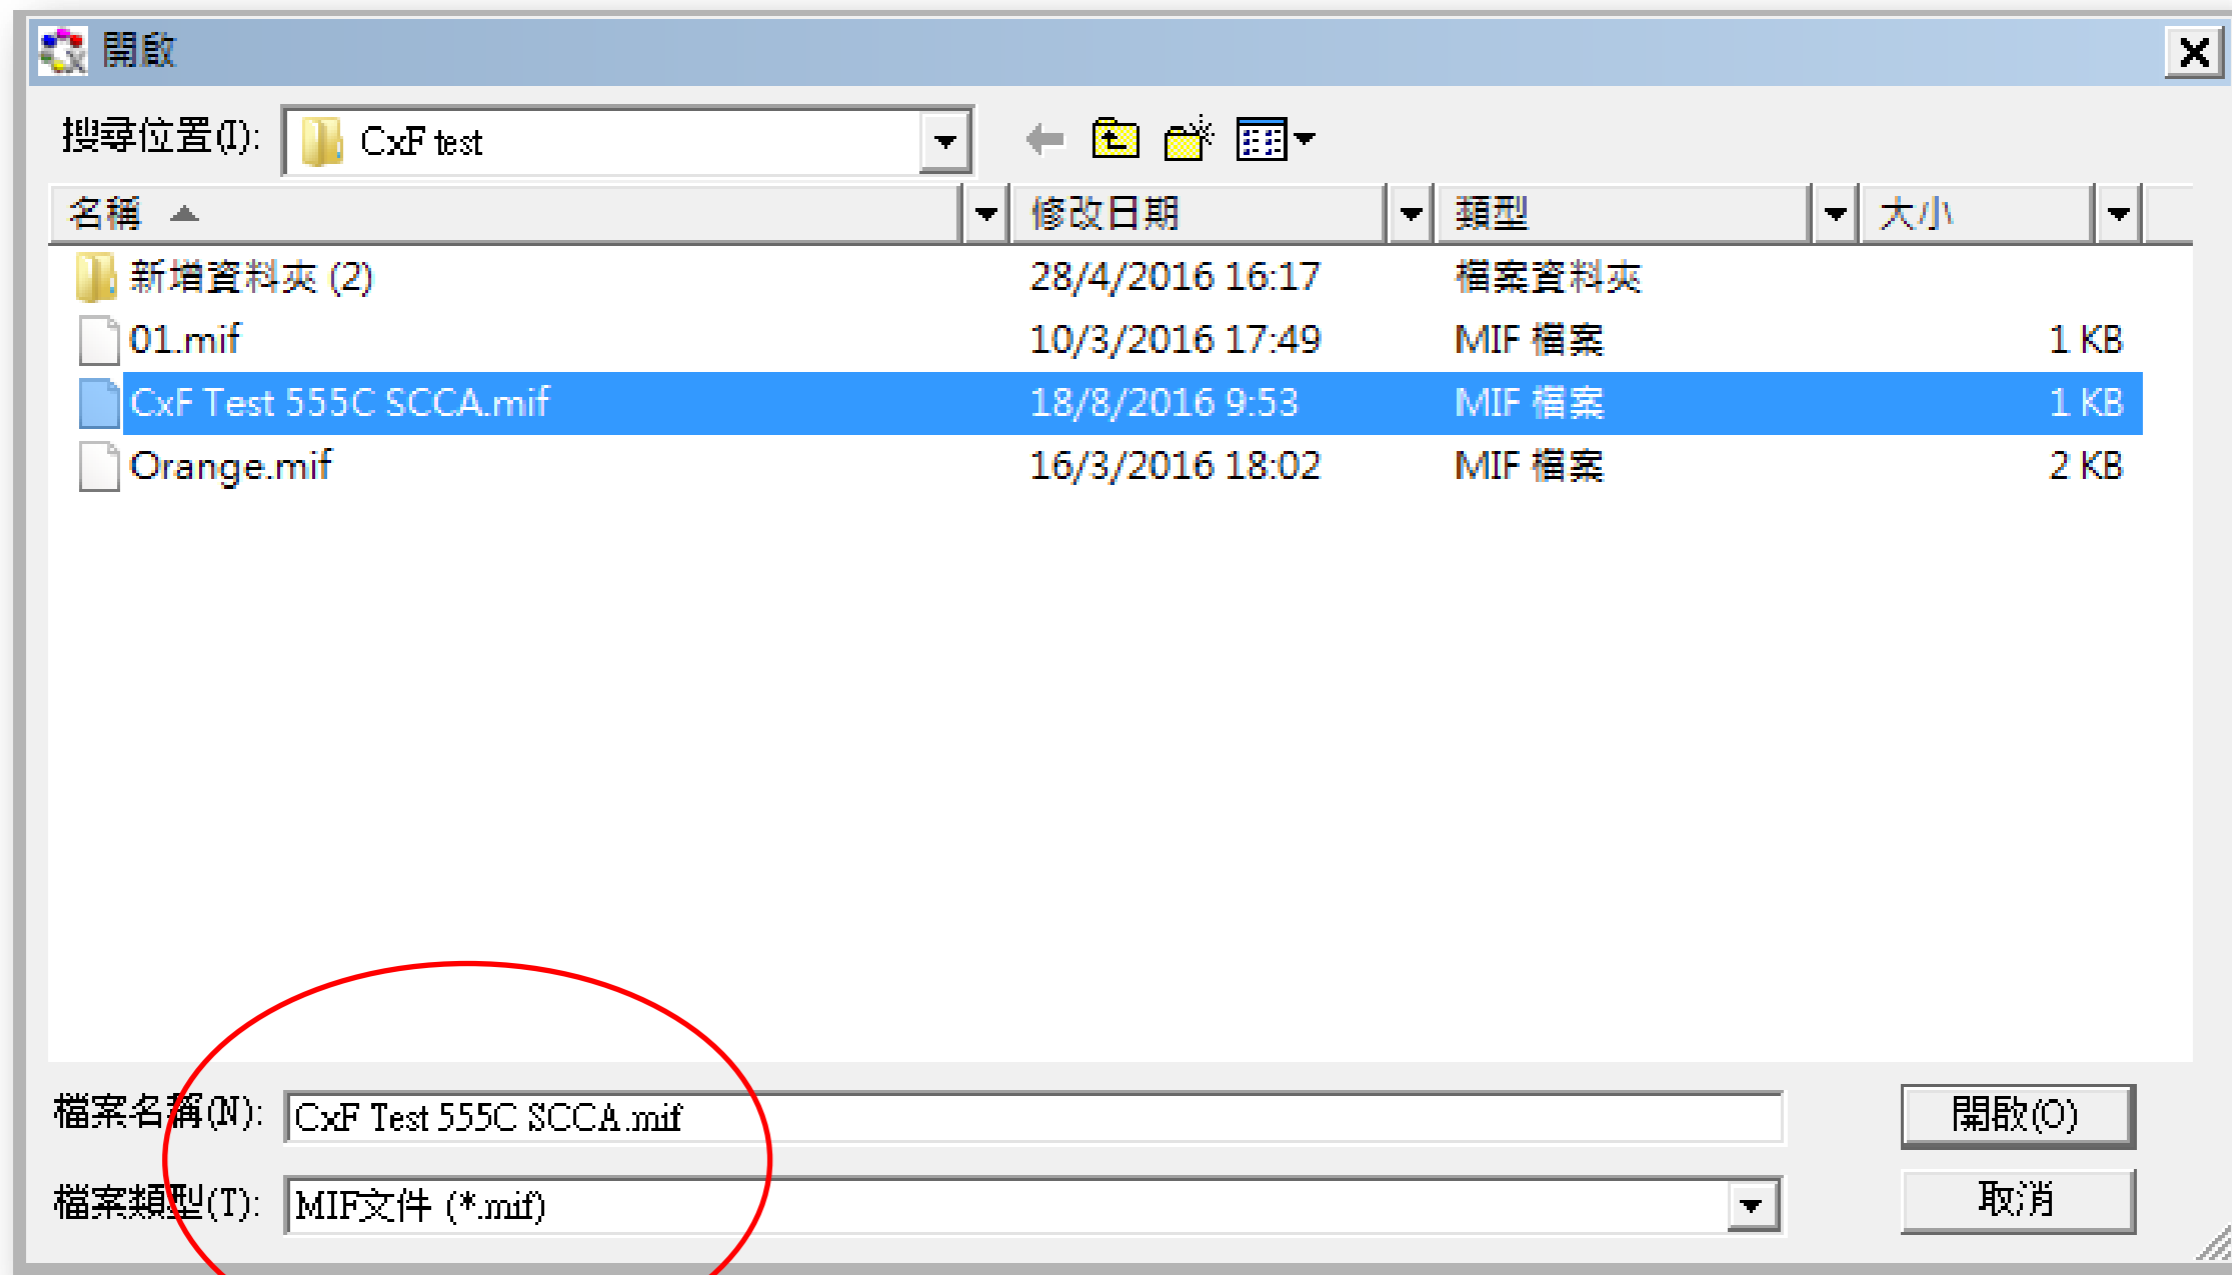 開啟
搜尋位置(I): CxF test
名稱 修改日期 類型 大小
新增資料夾 (2) 28/4/2016 16:17 檔案資料夾
01.mif 10/3/2016 17:49 MIF 檔案 1 KB
CxF Test 555C SCCA.mif 18/8/2016 9:53 MIF 檔案 1 KB
Orange.mif 16/3/2016 18:02 MIF 檔案 2 KB
檔案名稱(N): CxF Test 555C SCCA.mif 開啟(O)
檔案類型(T): MIF文件 (*.mif) 取消